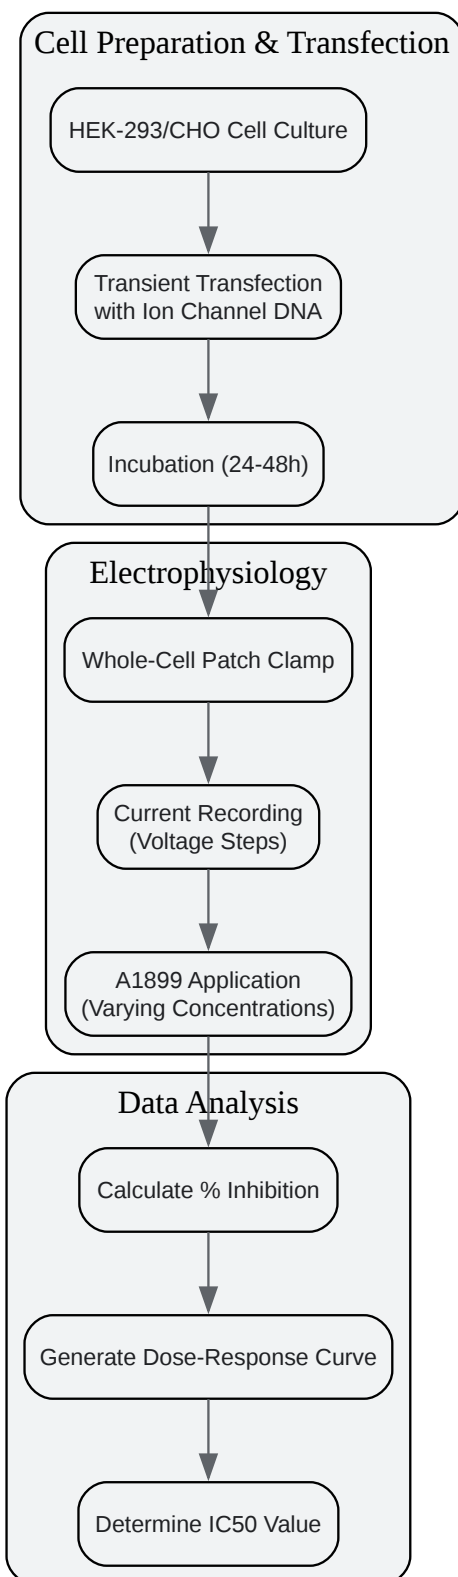 Cell Preparation & Transfection
HEK-293/CHO Cell Culture
Transient Transfection
with Ion Channel DNA
Incubation (24-48h)
Electrophysiology
Whole-Cell Patch Clamp
Current Recording
(Voltage Steps)
A1899 Application
(Varying Concentrations)
Data Analysis
Calculate % Inhibition
Generate Dose-Response Curve
Determine IC50 Value